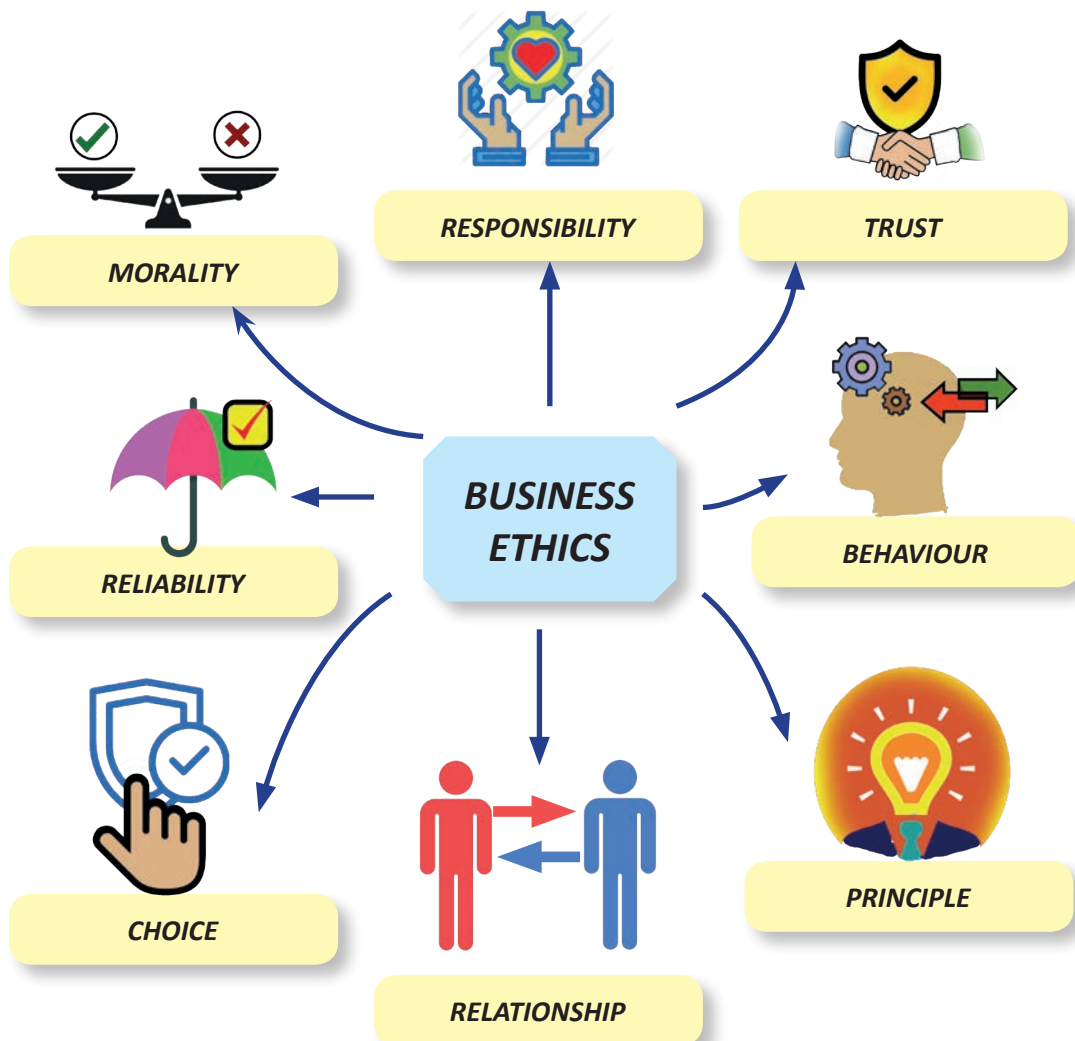 RESPONSIBILITY
TRUST
MORALITY
BUSINESS
ETHICS
BEHAVIOUR
RELIABILITY
PRINCIPLE
CHOICE
RELATIONSHIP